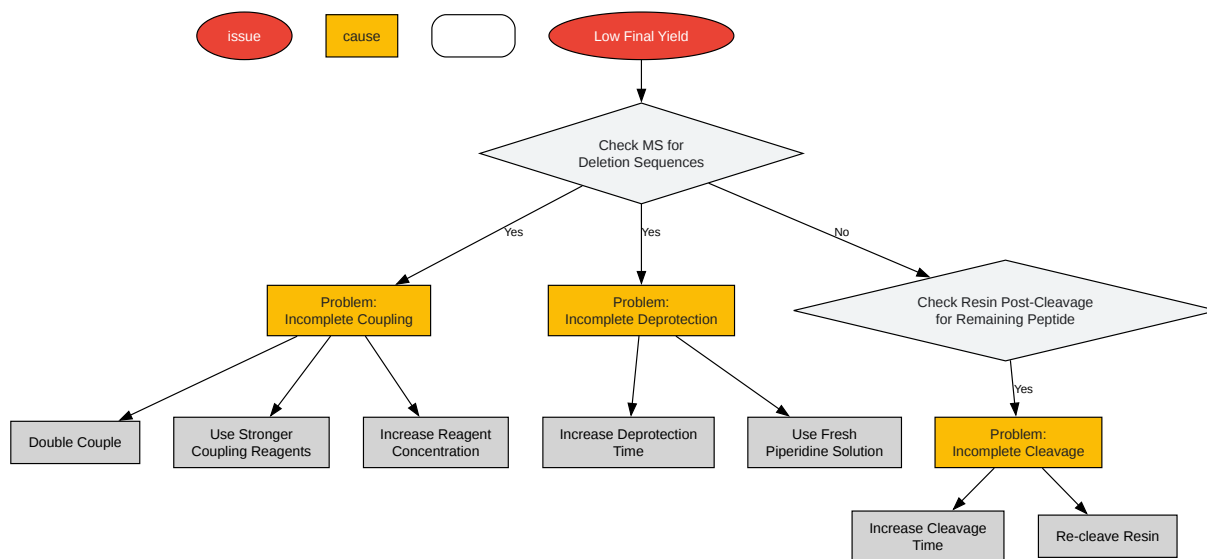 issue
cause
Low Final Yield
Check MS for
Deletion Sequences
Yes
Yes
No
Problem:
Incomplete Coupling
Problem:
Incomplete Deprotection
Check Resin Post-Cleavage
for Remaining Peptide
Yes
Double Couple
Use Stronger
Coupling Reagents
Increase Reagent
Concentration
Increase Deprotection
Time
Use Fresh
Piperidine Solution
Problem:
Incomplete Cleavage
Increase Cleavage
Time
Re-cleave Resin